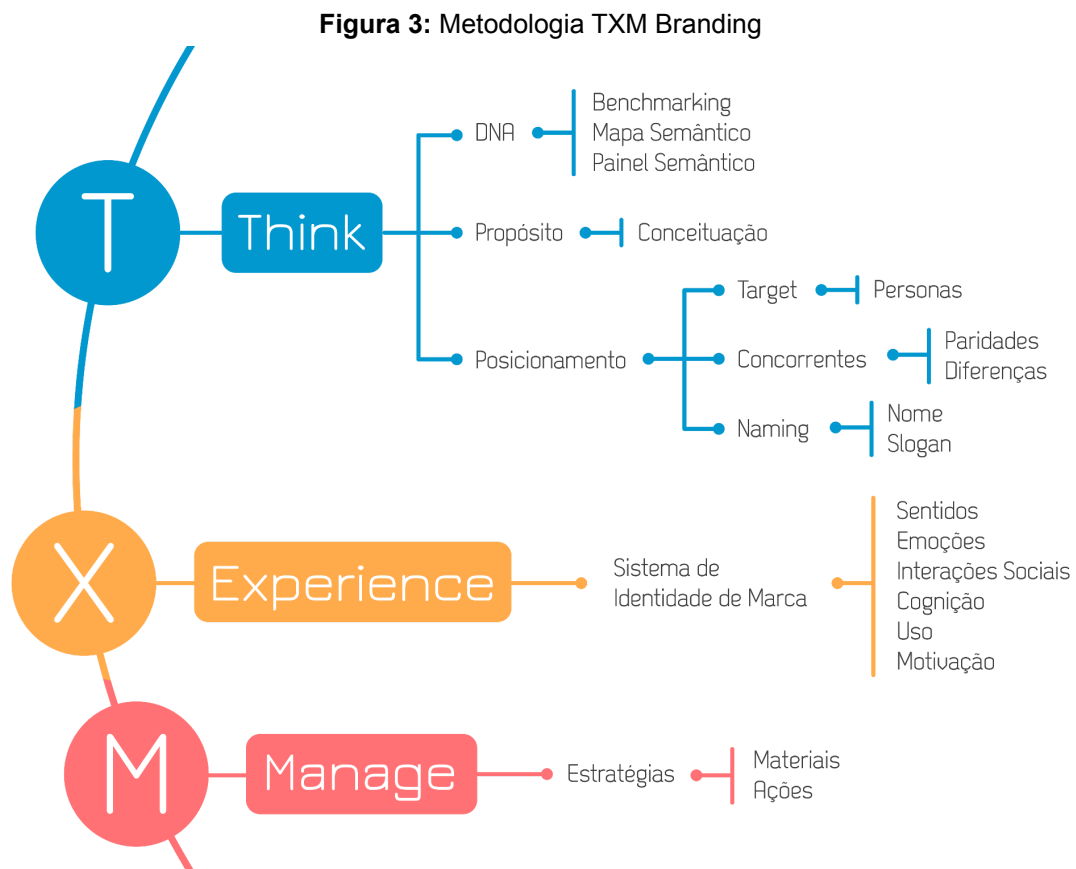 Figura 3: Metodologia TXM Branding
T
Think
DNA
Benchmarking
Mapa Semântico
Painel Semântico
Propósito
Conceituação
Posicionamento
Target
Personas
Concorrentes
Paridades
Diferenças
Naming
Nome
Slogan
X
Experience
Sistema de
Identidade de Marca
Sentidos
Emoções
Interações Sociais
Cognição
Uso
Motivação
M
Manage
Estratégias
Materiais
Ações